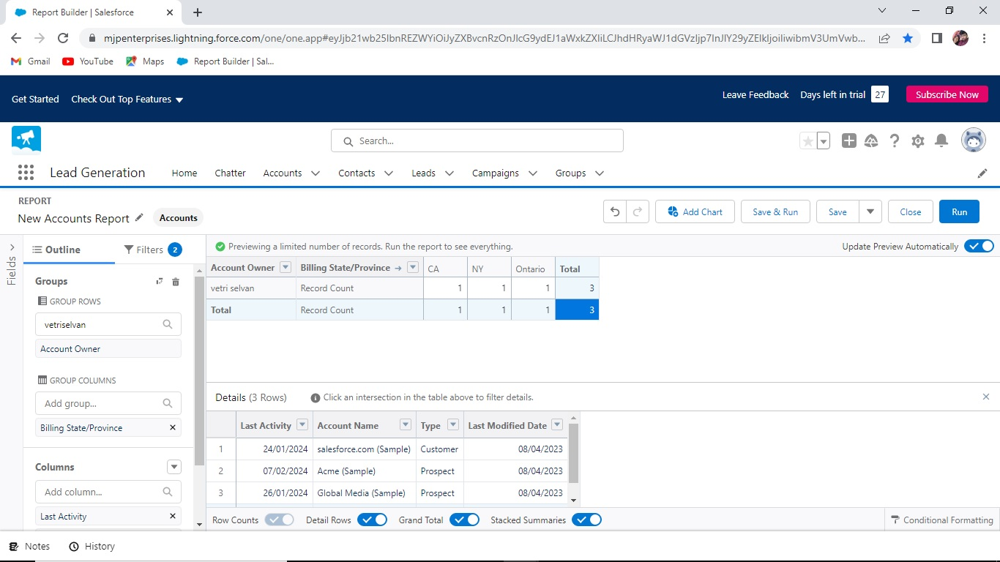 Report Builder | Salesforce
mjpenterprises.lightning.force.com/one/one.app#
Gmail YouTube Maps Report Builder | Sal...
Get Started Check Out Top Features Leave Feedback Days left in trial 27 Subscribe Now
Search...
Lead Generation Home Chatter Accounts Contacts Leads Campaigns Groups
REPORT
New Accounts Report Accounts Add Chart Save & Run Save Close Run
Fields
Outline Filters 2
Previewing a limited number of records. Run the report to see everything. Update Preview Automatically
Groups
GROUP ROWS
vetriselvan
Account Owner
GROUP COLUMNS
Add group...
Billing State/Province
Columns
Add column...
Last Activity
Account Owner Billing State/Province → CA NY Ontario Total
vetri selvan Record Count 1 1 1 3
Total Record Count 1 1 1 3
Details (3 Rows) Click an intersection in the table above to filter details.
Last Activity Account Name Type Last Modified Date
1 24/01/2024 salesforce.com (Sample) Customer 08/04/2023
2 07/02/2024 Acme (Sample) Prospect 08/04/2023
3 26/01/2024 Global Media (Sample) Prospect 08/04/2023
Row Counts Detail Rows Grand Total Stacked Summaries Conditional Formatting
Notes History